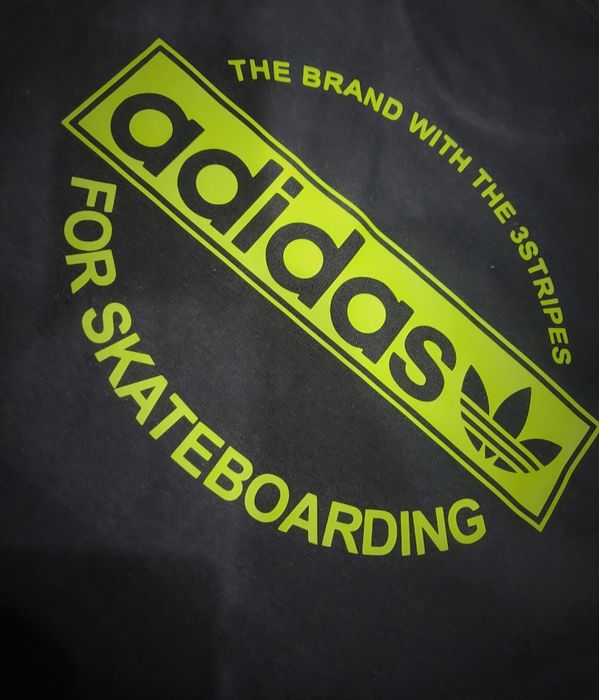 THE BRAND WITH THE 3STRIPES
adidas
FOR SKATEBOARDING